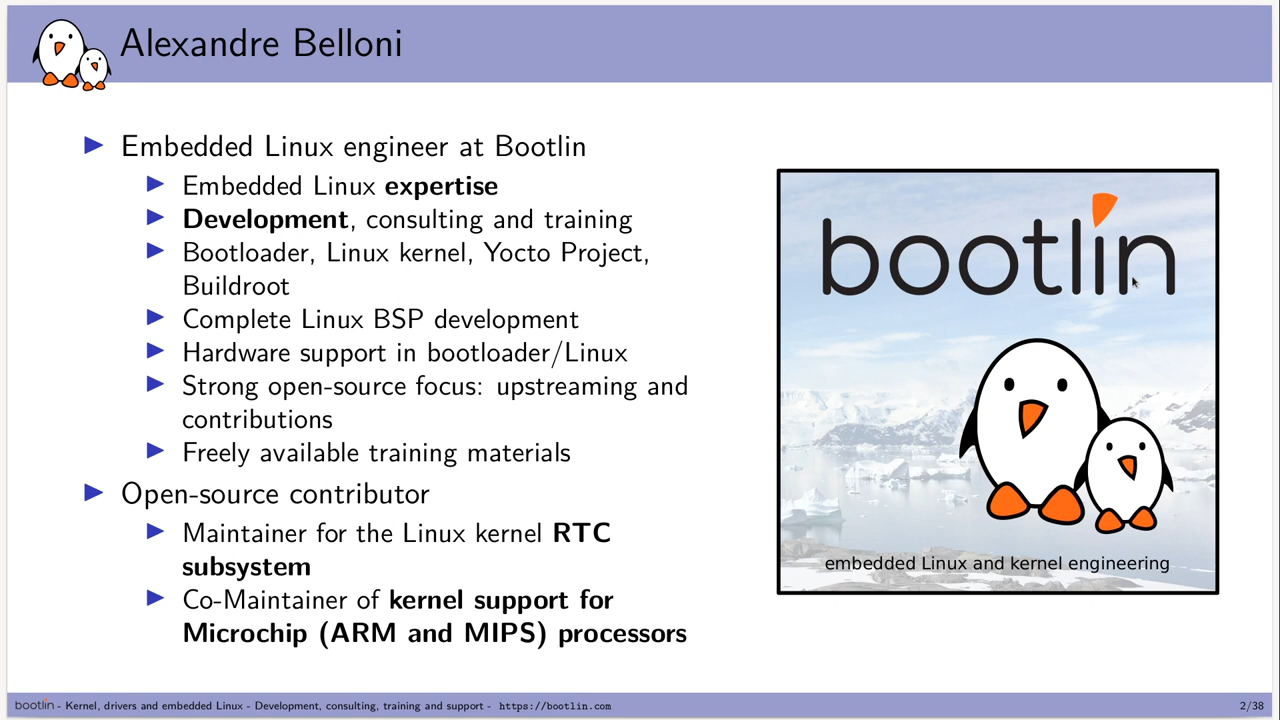 Alexandre Belloni
Embedded Linux engineer at Bootlin
Embedded Linux expertise
Development, consulting and training
Bootloader, Linux kernel, Yocto Project,
Buildroot
Complete Linux BSP development
Hardware support in bootloader/Linux
Strong open-source focus: upstreaming and
contributions
Freely available training materials
Open-source contributor
Maintainer for the Linux kernel RTC
subsystem
Co-Maintainer of kernel support for
Microchip (ARM and MIPS) processors
bootlin
embedded Linux and kernel engineering
bootlin - Kernel, drivers and embedded Linux - Development, consulting, training and support - https://bootlin.com
2/38